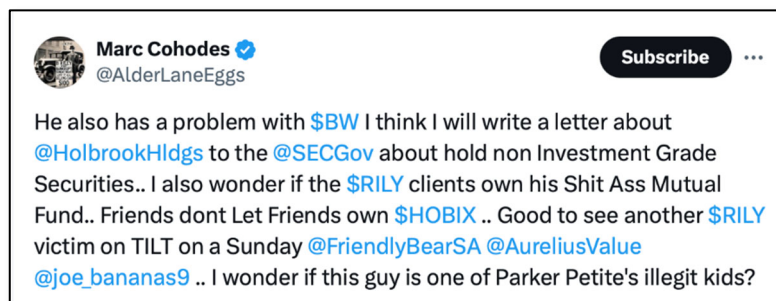 Marc Cohodes
@AlderLaneEggs
Subscribe
He also has a problem with $BW I think I will write a letter about
@HolbrookHldgs to the @SECGov about hold non Investment Grade
Securities.. I also wonder if the $RILY clients own his Shit Ass Mutual
Fund.. Friends dont Let Friends own $HOBIX .. Good to see another $RILY
victim on TILT on a Sunday @FriendlyBearSA @AureliusValue
@joe_bananas9 .. I wonder if this guy is one of Parker Petite's illegit kids?